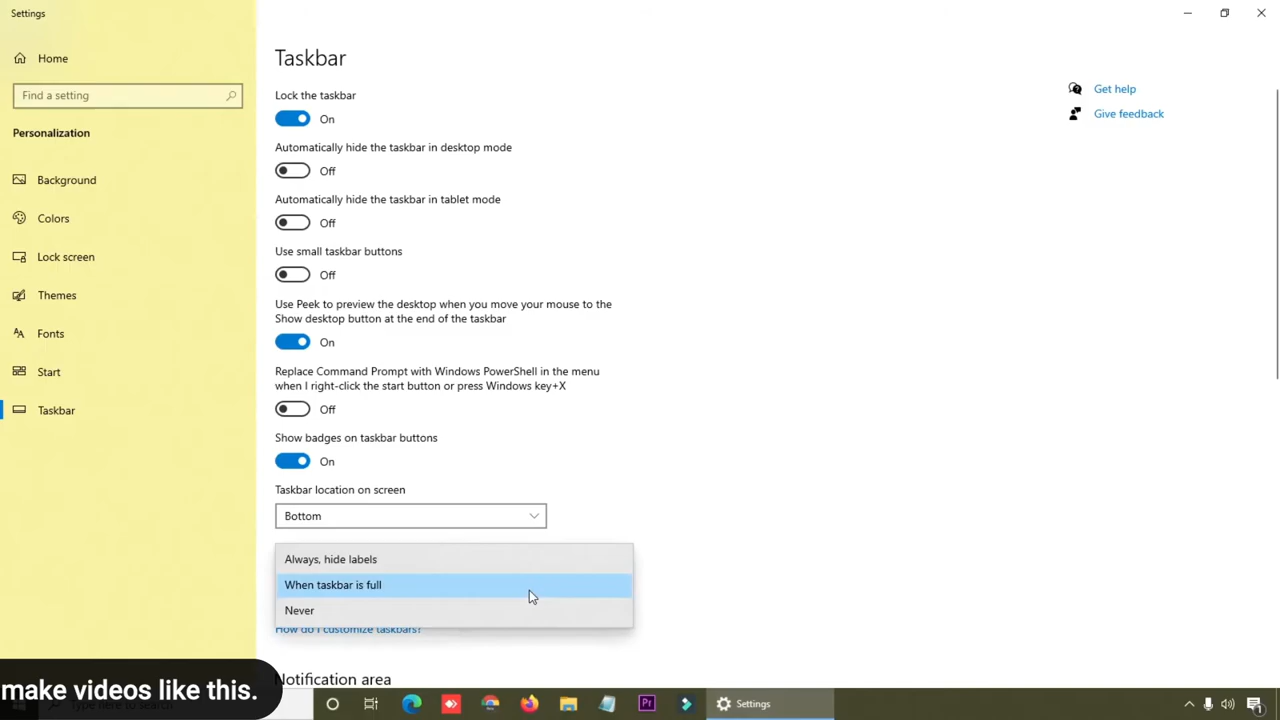 Settings
Home
Find a setting
Personalization
Background
Colors
Lock screen
Themes
Fonts
Start
Taskbar
Taskbar
Lock the taskbar
On
Automatically hide the taskbar in desktop mode
Off
Automatically hide the taskbar in tablet mode
Off
Use small taskbar buttons
Off
Use Peek to preview the desktop when you move your mouse to the
Show desktop button at the end of the taskbar
On
Replace Command Prompt with Windows PowerShell in the menu
when I right-click the start button or press Windows key+X
Off
Show badges on taskbar buttons
On
Taskbar location on screen
Bottom
Always, hide labels
When taskbar is full
Never
How do I customize taskbars?
Notification area
Get help
Give feedback
make videos like this.
Type here to search
Pr
Settings
1